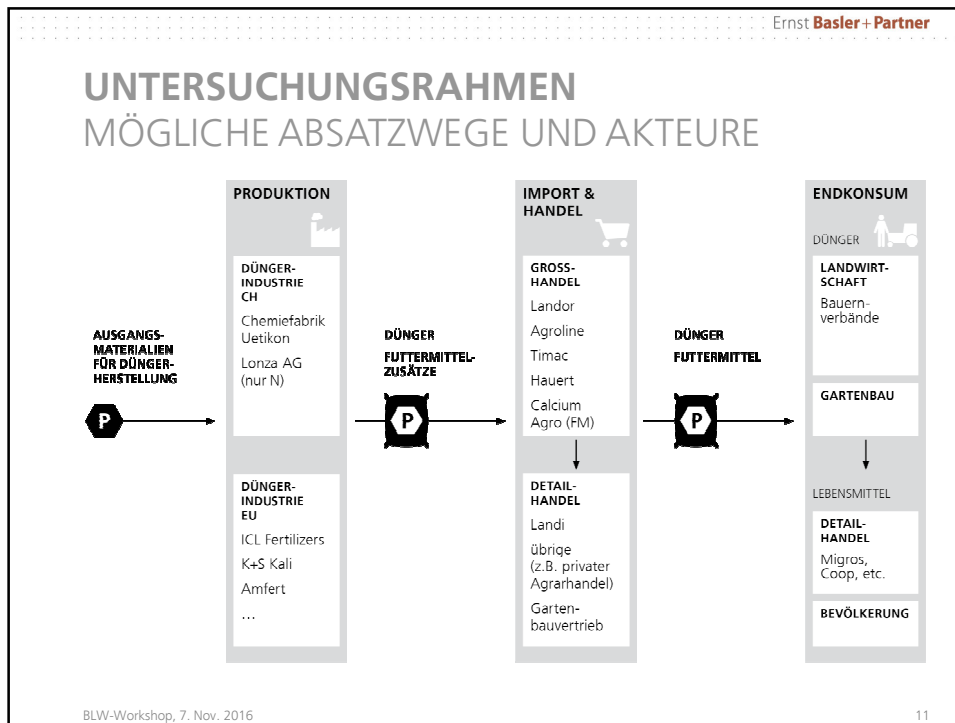 Ernst Basler + Partner
UNTERSUCHUNGSRAHMEN
MÖGLICHE ABSATZWEGE UND AKTEURE
AUSGANGS-
MATERIALIEN
FÜR DÜNGER-
HERSTELLUNG
P
PRODUKTION
DÜNGER-
INDUSTRIE
CH
Chemiefabrik
Uetikon
Lonza AG
(nur N)
DÜNGER-
INDUSTRIE
EU
ICL Fertilizers
K+S Kali
Amfert
...
DÜNGER
FUTTERMITTEL-
ZUSÄTZE
P
IMPORT &
HANDEL
GROSS-
HANDEL
Landor
Agroline
Timac
Hauert
Calcium
Agro (FM)
DETAIL-
HANDEL
Landi
übrige
(z.B. privater
Agrarhandel)
Garten-
bauvertrieb
DÜNGER
FUTTERMITTEL
P
ENDKONSUM
DÜNGER
LANDWIRT-
SCHAFT
Bauern-
verbände
GARTENBAU
LEBENSMITTEL
DETAIL-
HANDEL
Migros,
Coop, etc.
BEVÖLKERUNG
BLW-Workshop, 7. Nov. 2016
11